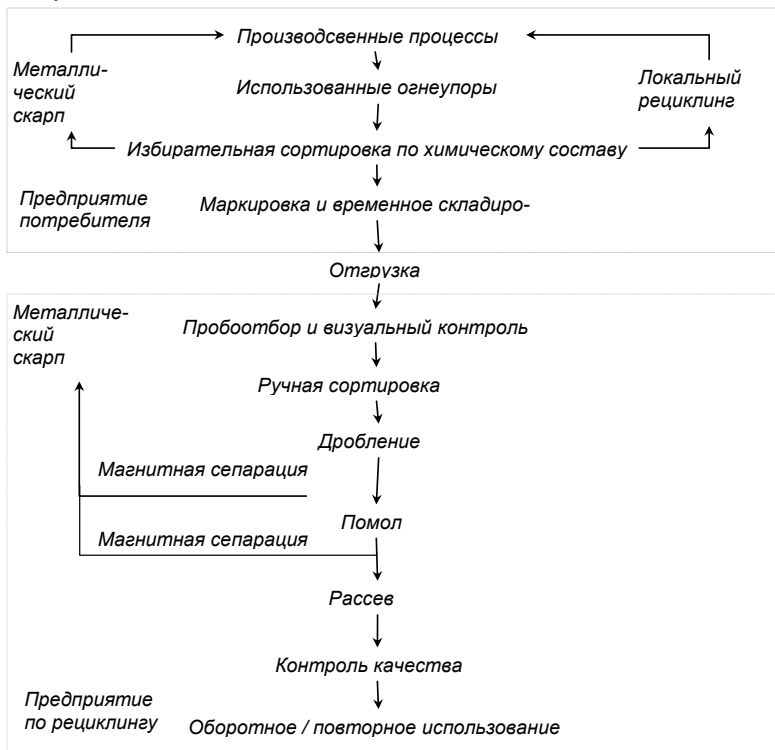 Производсвенные процессы
Металли-
ческий
скарп
Локальный
рециклинг
Использованные огнеупоры
Избирательная сортировка по химическому составу
Предприятие
потребителя
Маркировка и временное складиро-
Отгрузка
Металличе-
ский
скарп
Пробоотбор и визуальный контроль
Ручная сортировка
Дробление
Магнитная сепарация
Помол
Магнитная сепарация
Рассев
Контроль качества
Предприятие
по рециклингу
Оборотное / повторное использование